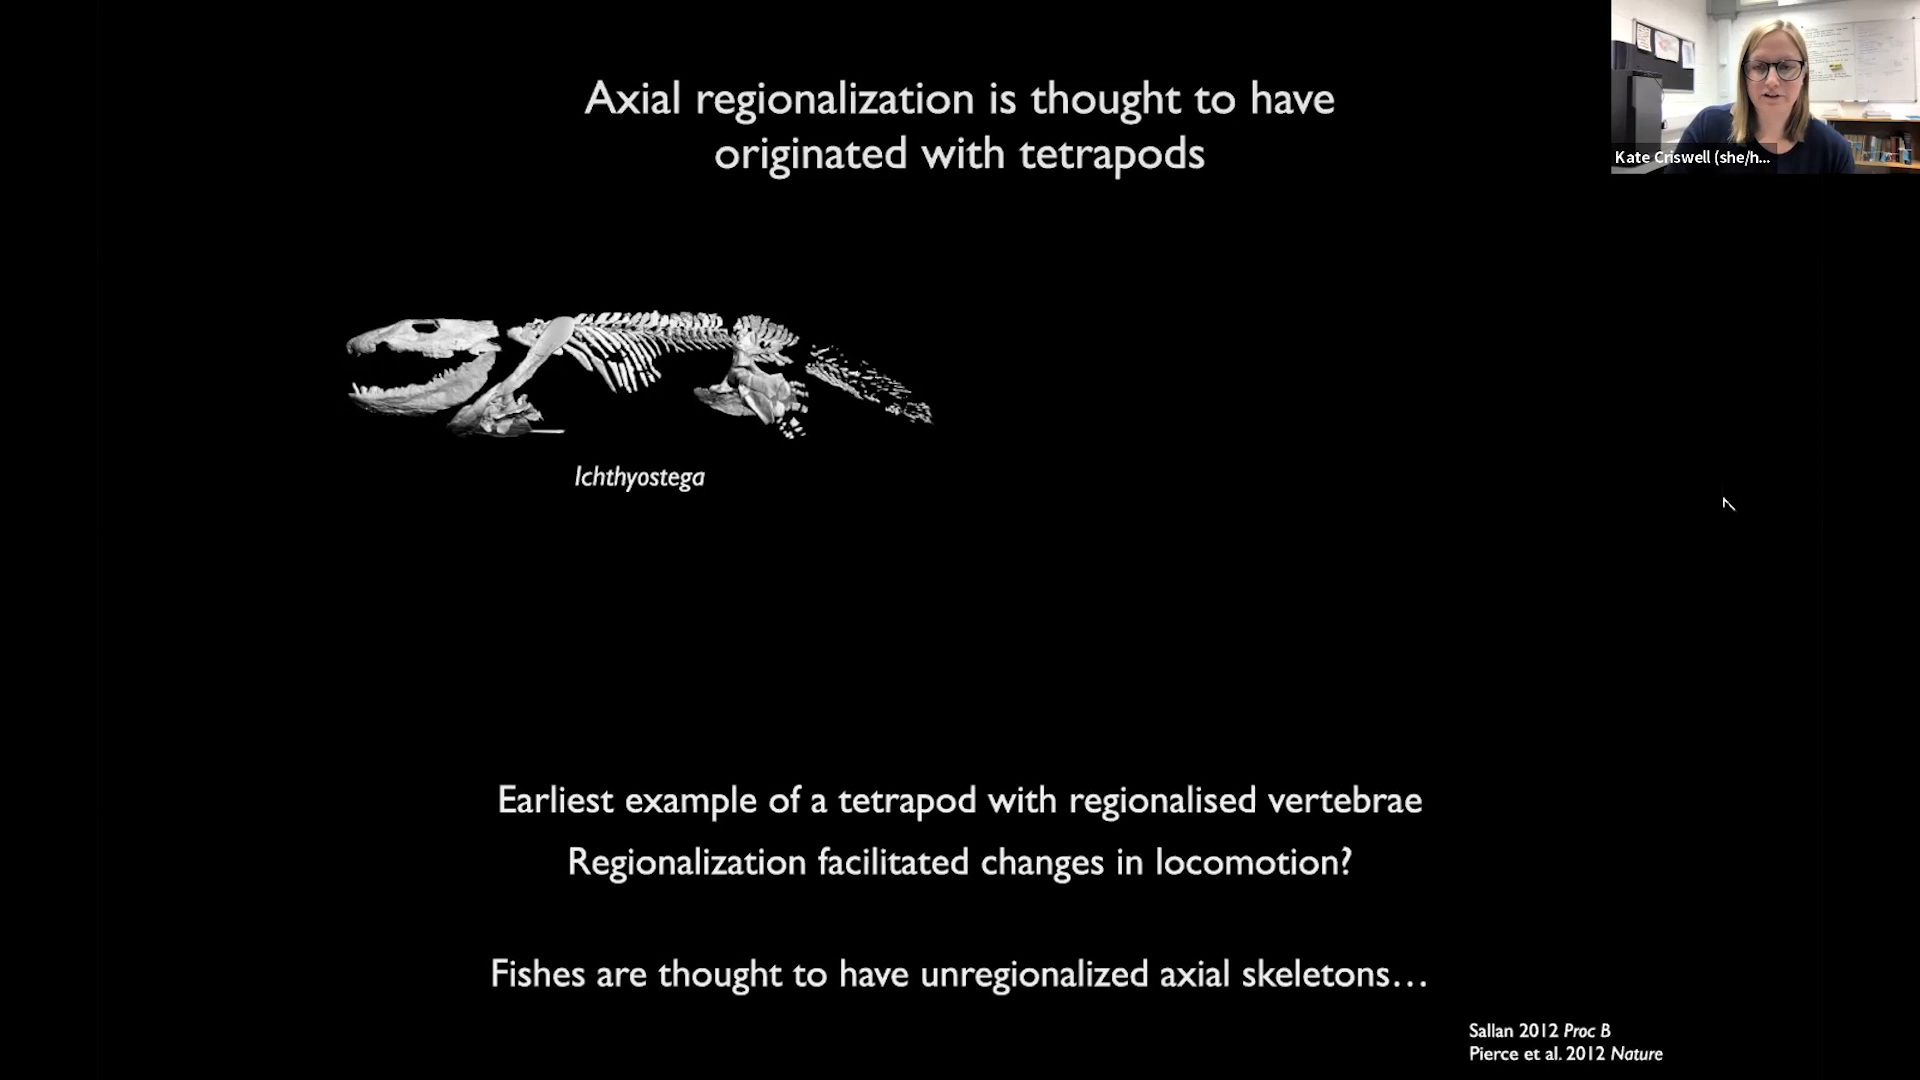 Axial regionalization is thought to have
originated with tetrapods
Kate Criswell (she/h...
Ichthyostega
Earliest example of a tetrapod with regionalised vertebrae
Regionalization facilitated changes in locomotion?
Fishes are thought to have unregionalized axial skeletons...
Sallan 2012 Proc B
Pierce et al. 2012 Nature